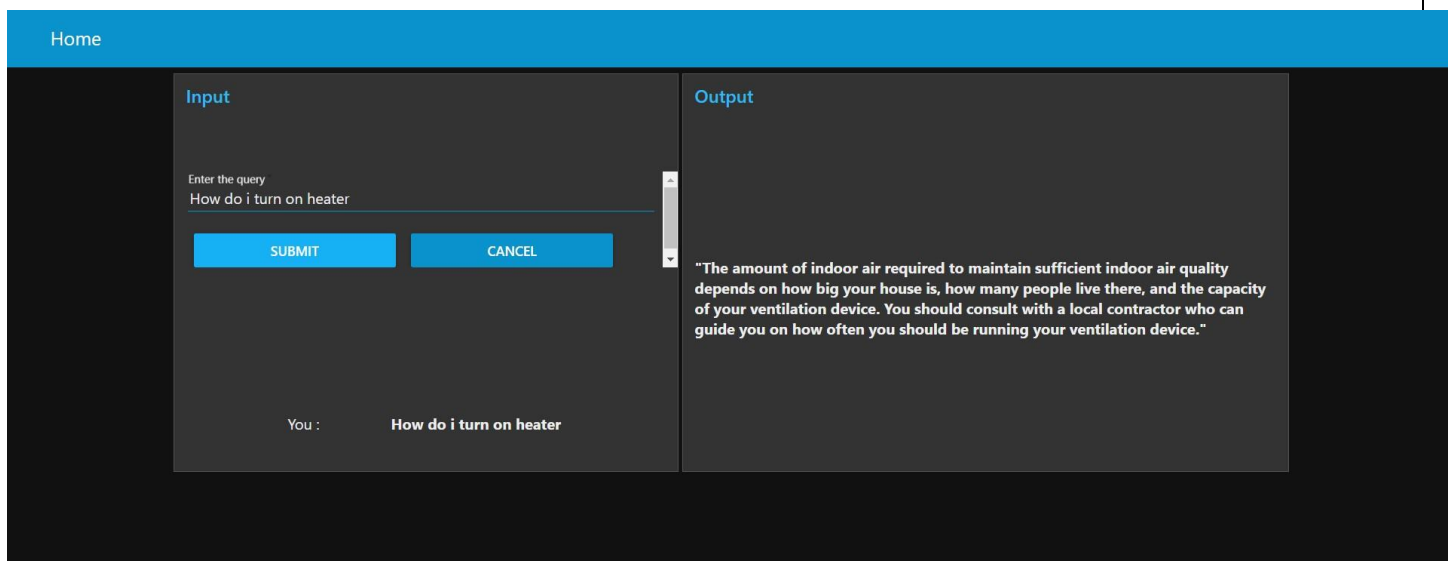 Home
Input
Enter the query
How do i turn on heater
SUBMIT CANCEL
You : How do i turn on heater
Output
"The amount of indoor air required to maintain sufficient indoor air quality
depends on how big your house is, how many people live there, and the capacity
of your ventilation device. You should consult with a local contractor who can
guide you on how often you should be running your ventilation device."